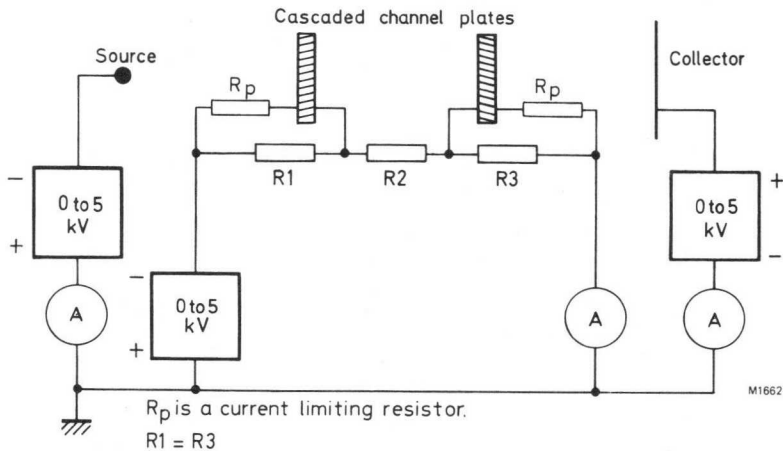 Cascaded channel plates
Source
Collector
Rp
Rp
R1
R2
R3
−
+
0 to 5
kV
−
+
0 to 5
kV
+
−
0 to 5
kV
A
A
A
M1662
Rp is a current limiting resistor.
R1 = R3